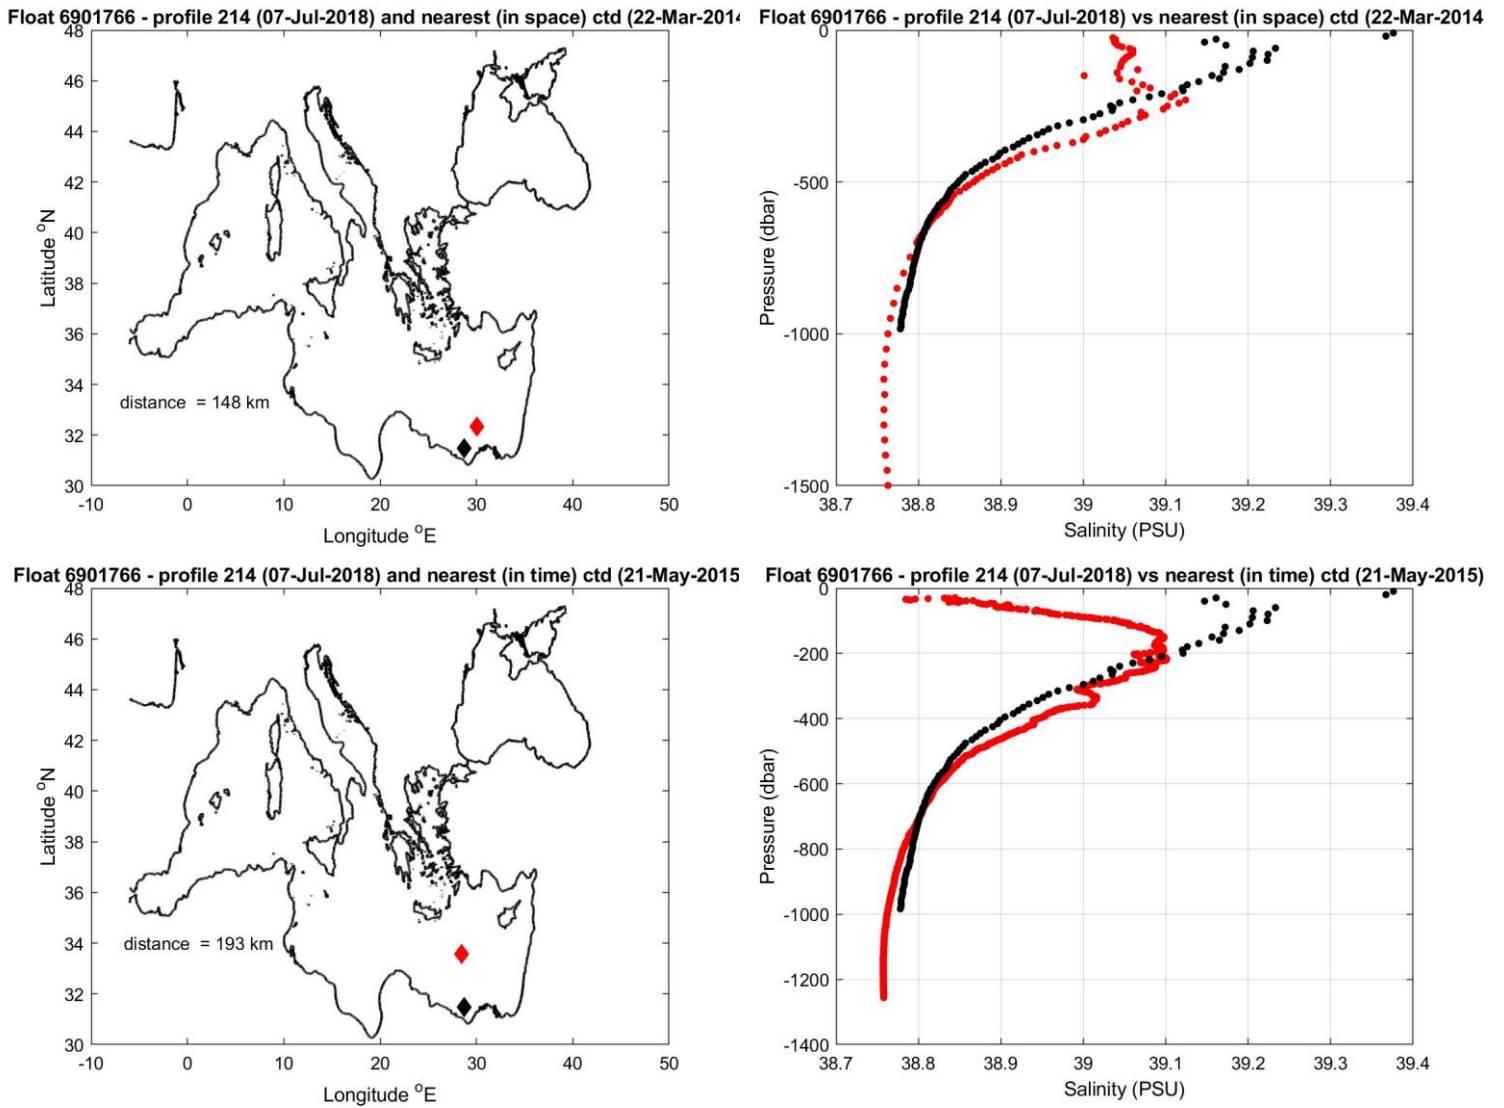 Float 6901766 - profile 214 (07-Jul-2018) and nearest (in space) ctd (22-Mar-2014
48
46
44
42
40
38
36
34
32
30
Latitude °N
distance = 148 km
-10 0 10 20 30 40 50
Longitude °E
Float 6901766 - profile 214 (07-Jul-2018) vs nearest (in space) ctd (22-Mar-2014
0
-500
-1000
-1500
Pressure (dbar)
38.7 38.8 38.9 39 39.1 39.2 39.3 39.4
Salinity (PSU)
Float 6901766 - profile 214 (07-Jul-2018) and nearest (in time) ctd (21-May-2015
48
46
44
42
40
38
36
34
32
30
Latitude °N
distance = 193 km
-10 0 10 20 30 40 50
Longitude °E
Float 6901766 - profile 214 (07-Jul-2018) vs nearest (in time) ctd (21-May-2015)
0
-200
-400
-600
-800
-1000
-1200
-1400
Pressure (dbar)
38.7 38.8 38.9 39 39.1 39.2 39.3 39.4
Salinity (PSU)